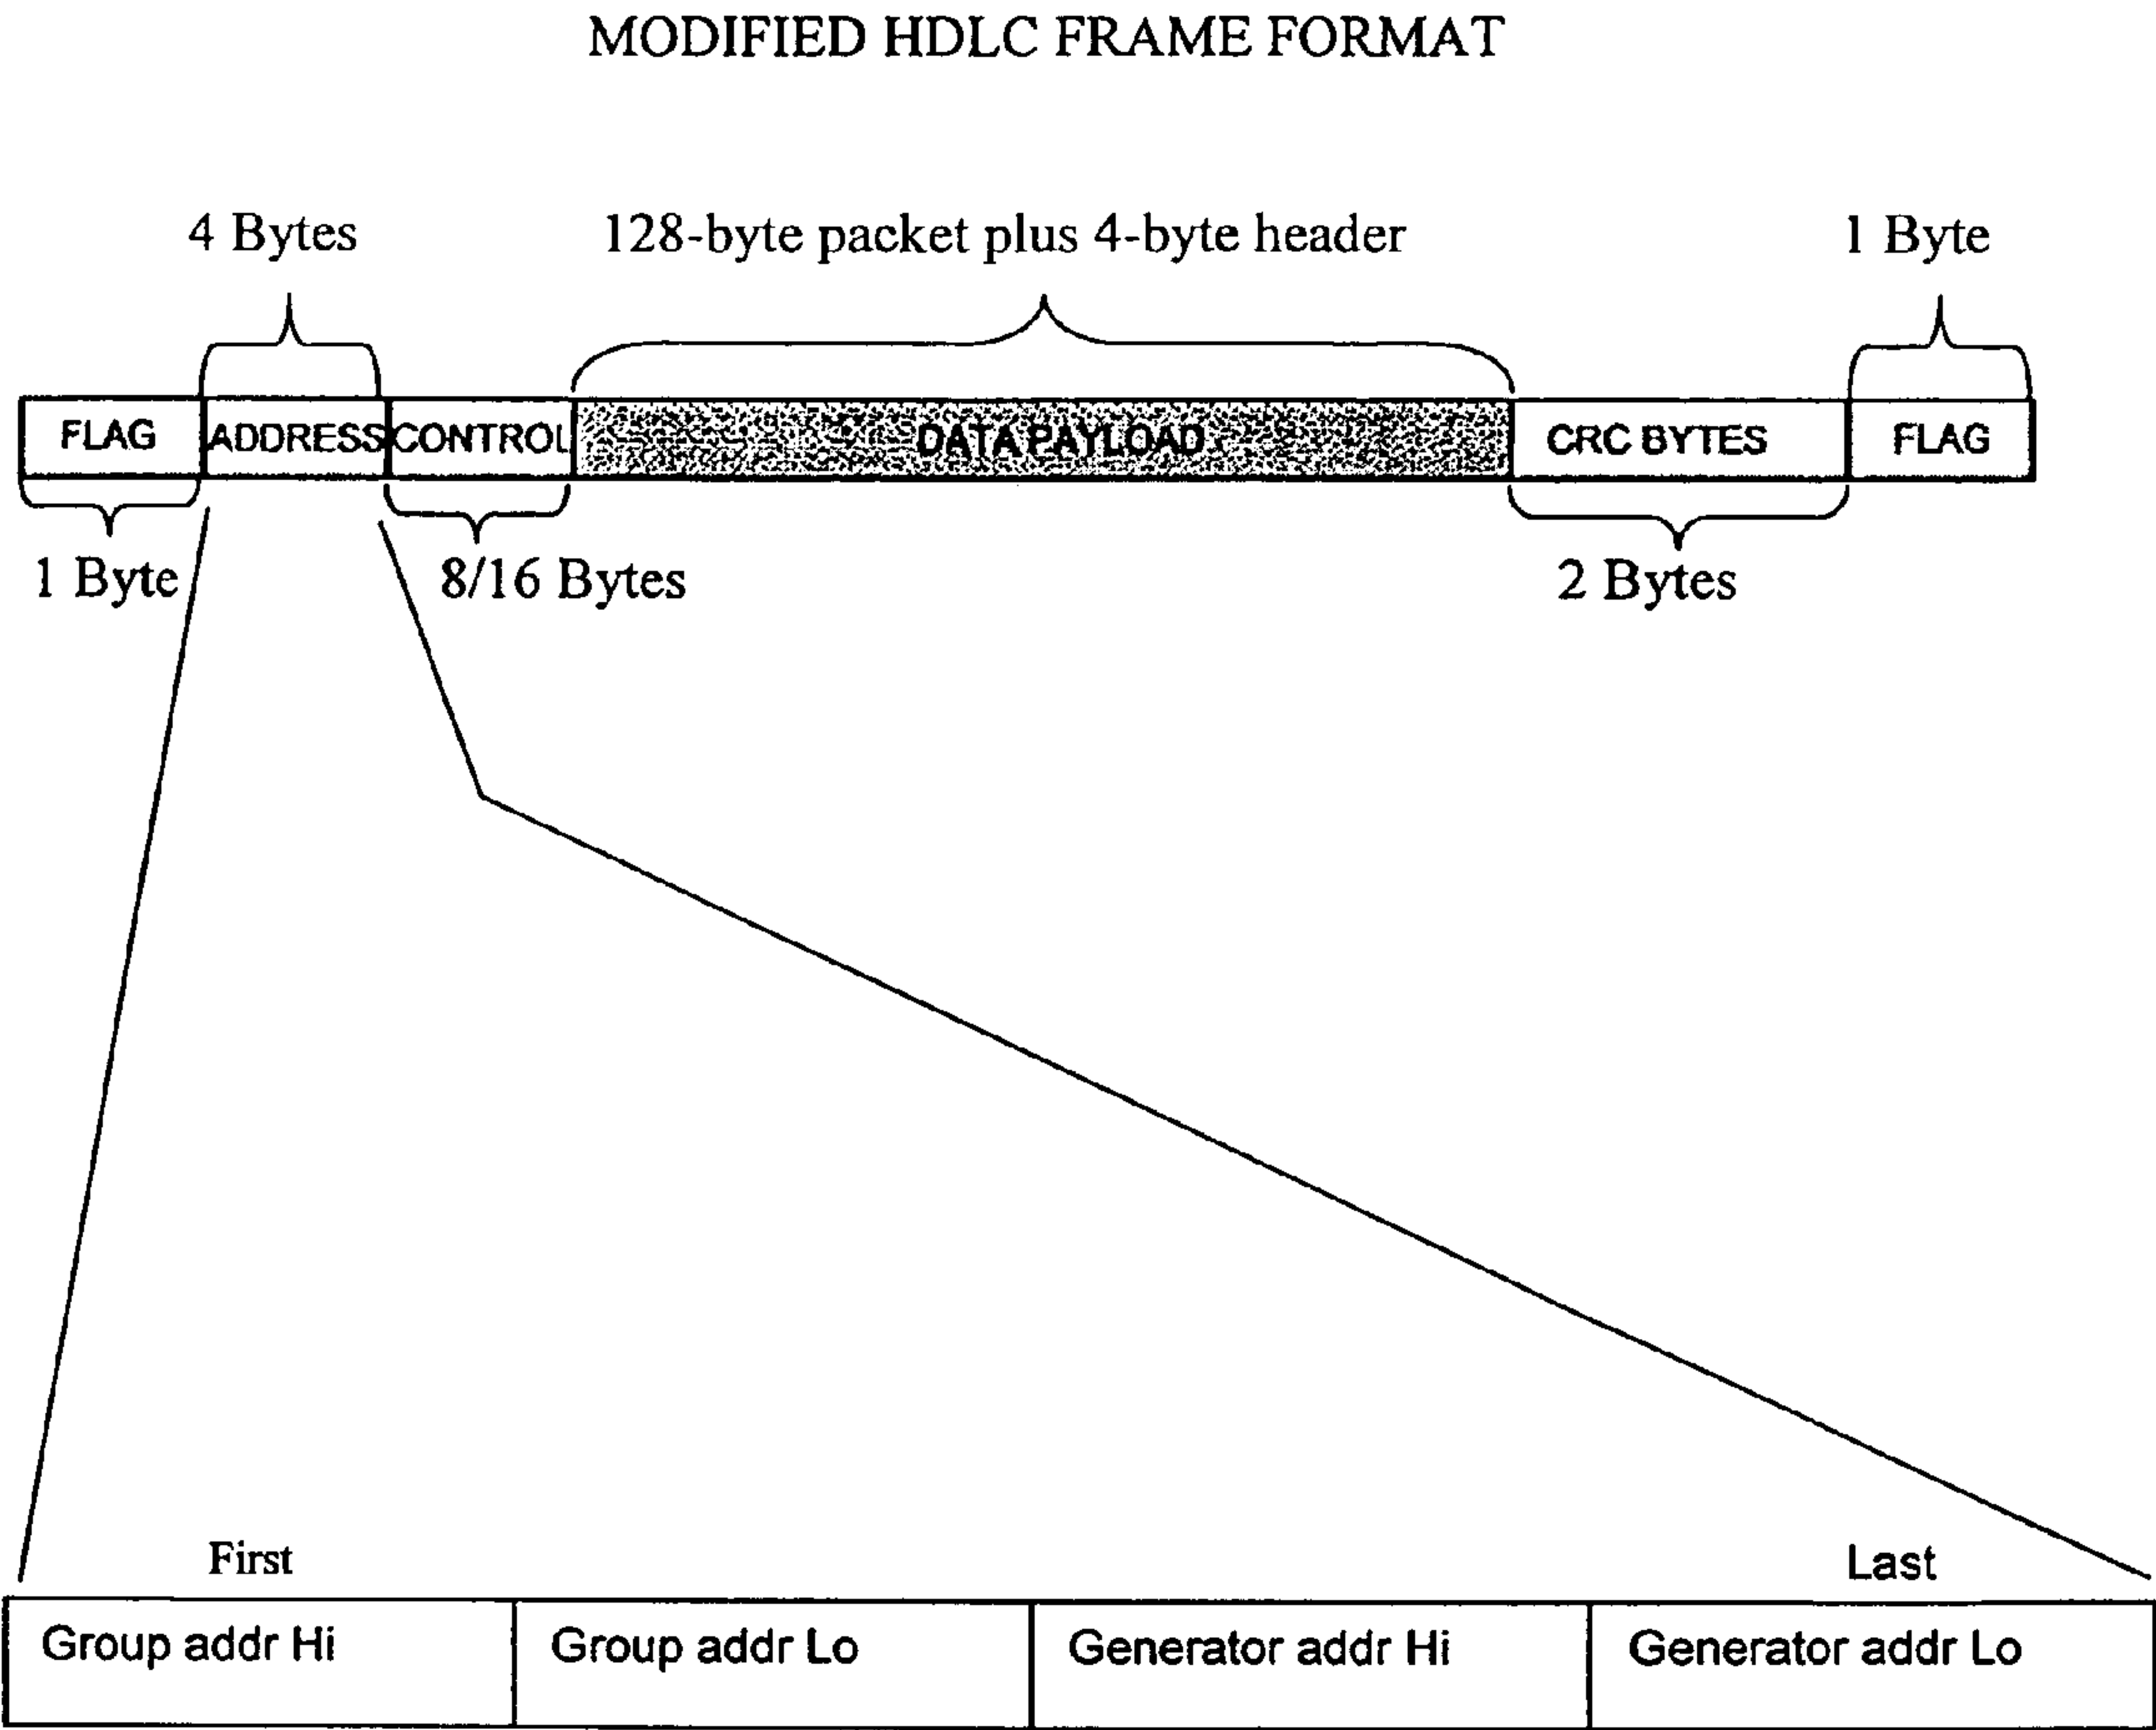 MODIFIED HDLC FRAME FORMAT
4 Bytes
128-byte packet plus 4-byte header
1 Byte
FLAG
ADDRESS
CONTROL
DATA PAYLOAD
CRC BYTES
FLAG
1 Byte
8/16 Bytes
2 Bytes
First
Last
Group addr Hi
Group addr Lo
Generator addr Hi
Generator addr Lo